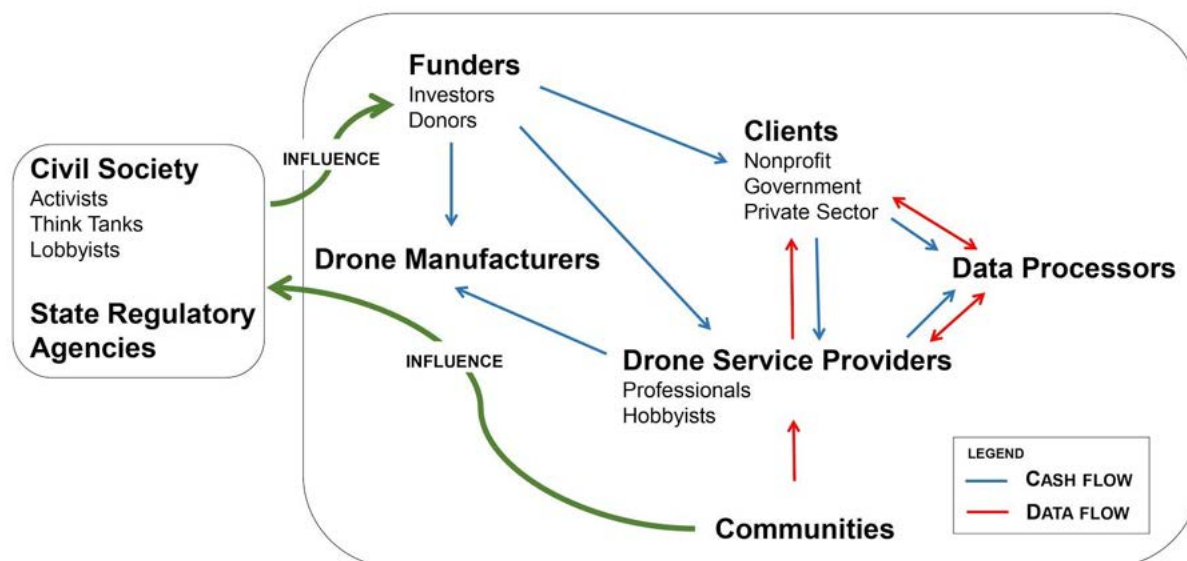 Funders
Investors
Donors
INFLUENCE
Civil Society
Activists
Think Tanks
Lobbyists
State Regulatory
Agencies
Clients
Nonprofit
Government
Private Sector
Drone Manufacturers
Data Processors
INFLUENCE
Drone Service Providers
Professionals
Hobbyists
Communities
LEGEND
CASH FLOW
DATA FLOW